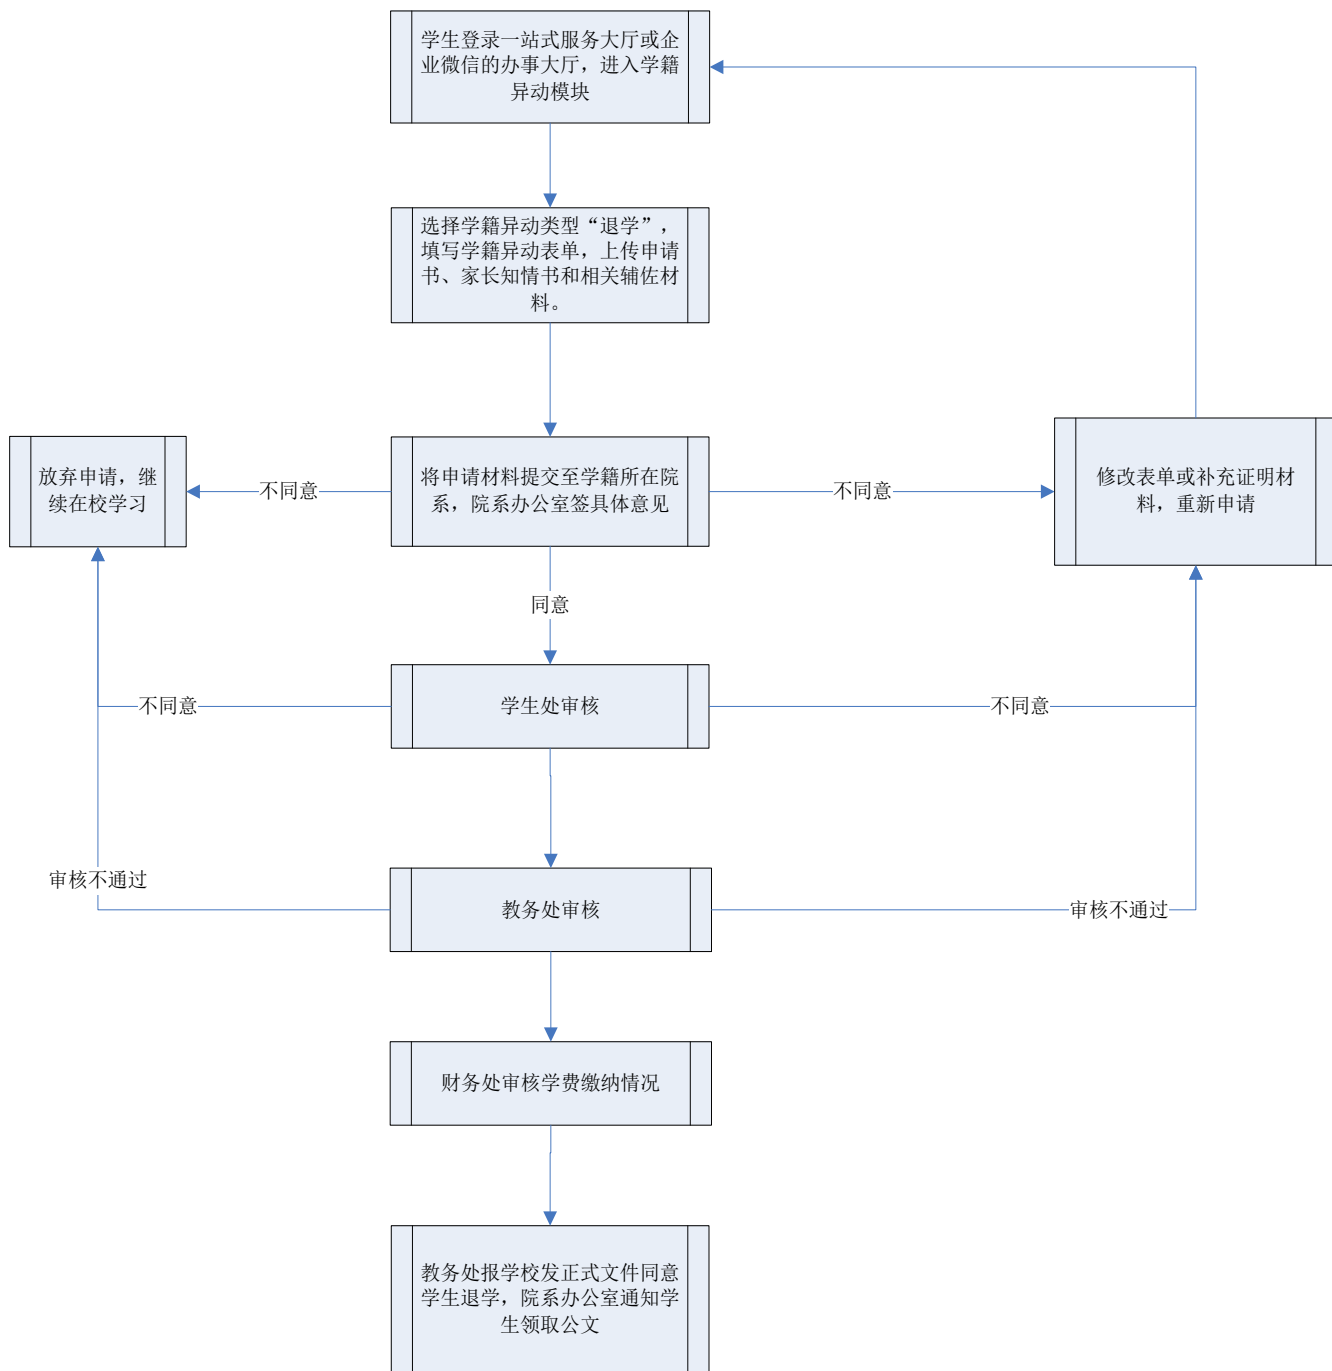 学生登录一站式服务大厅或企
业微信的办事大厅，进入学籍
异动模块
选择学籍异动类型“退学”，
填写学籍异动表单，上传申请
书、家长知情书和相关辅佐材
料。
放弃申请，继
续在校学习
不同意
将申请材料提交至学籍所在院
系，院系办公室签具体意见
不同意
修改表单或补充证明材
料，重新申请
同意
不同意
学生处审核
不同意
审核不通过
教务处审核
审核不通过
财务处审核学费缴纳情况
教务处报学校发正式文件同意
学生退学，院系办公室通知学
生领取公文